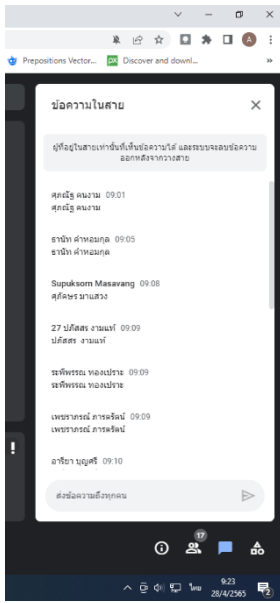 Prepositions Vector...
Discover and downl...
ข้อความในสาย
ผู้ที่อยู่ในสายเท่านั้นที่เห็นข้อความได้ และระบบจะลบข้อความ
ออกหลังจากวางสาย
ศุภณัฐ คนงาม 09:01
ศุภณัฐ คนงาม
ธานัท คำหอมกุล 09:05
ธานัท คำหอมกุล
Supuksorn Masavang 09:08
ศุภัคษร มาแสวง
27 ปภัสสร งามแท้ 09:09
ปภัสสร งามแท้
ระพีพรรณ ทองเปราะ 09:09
ระพีพรรณ ทองเปราะ
เพชราภรณ์ ภารตรัตน์ 09:09
เพชราภรณ์ ภารตรัตน์
อาริยา บุญศรี 09:10
ส่งข้อความถึงทุกคน
17
ไทย
9:23
28/4/2565
2